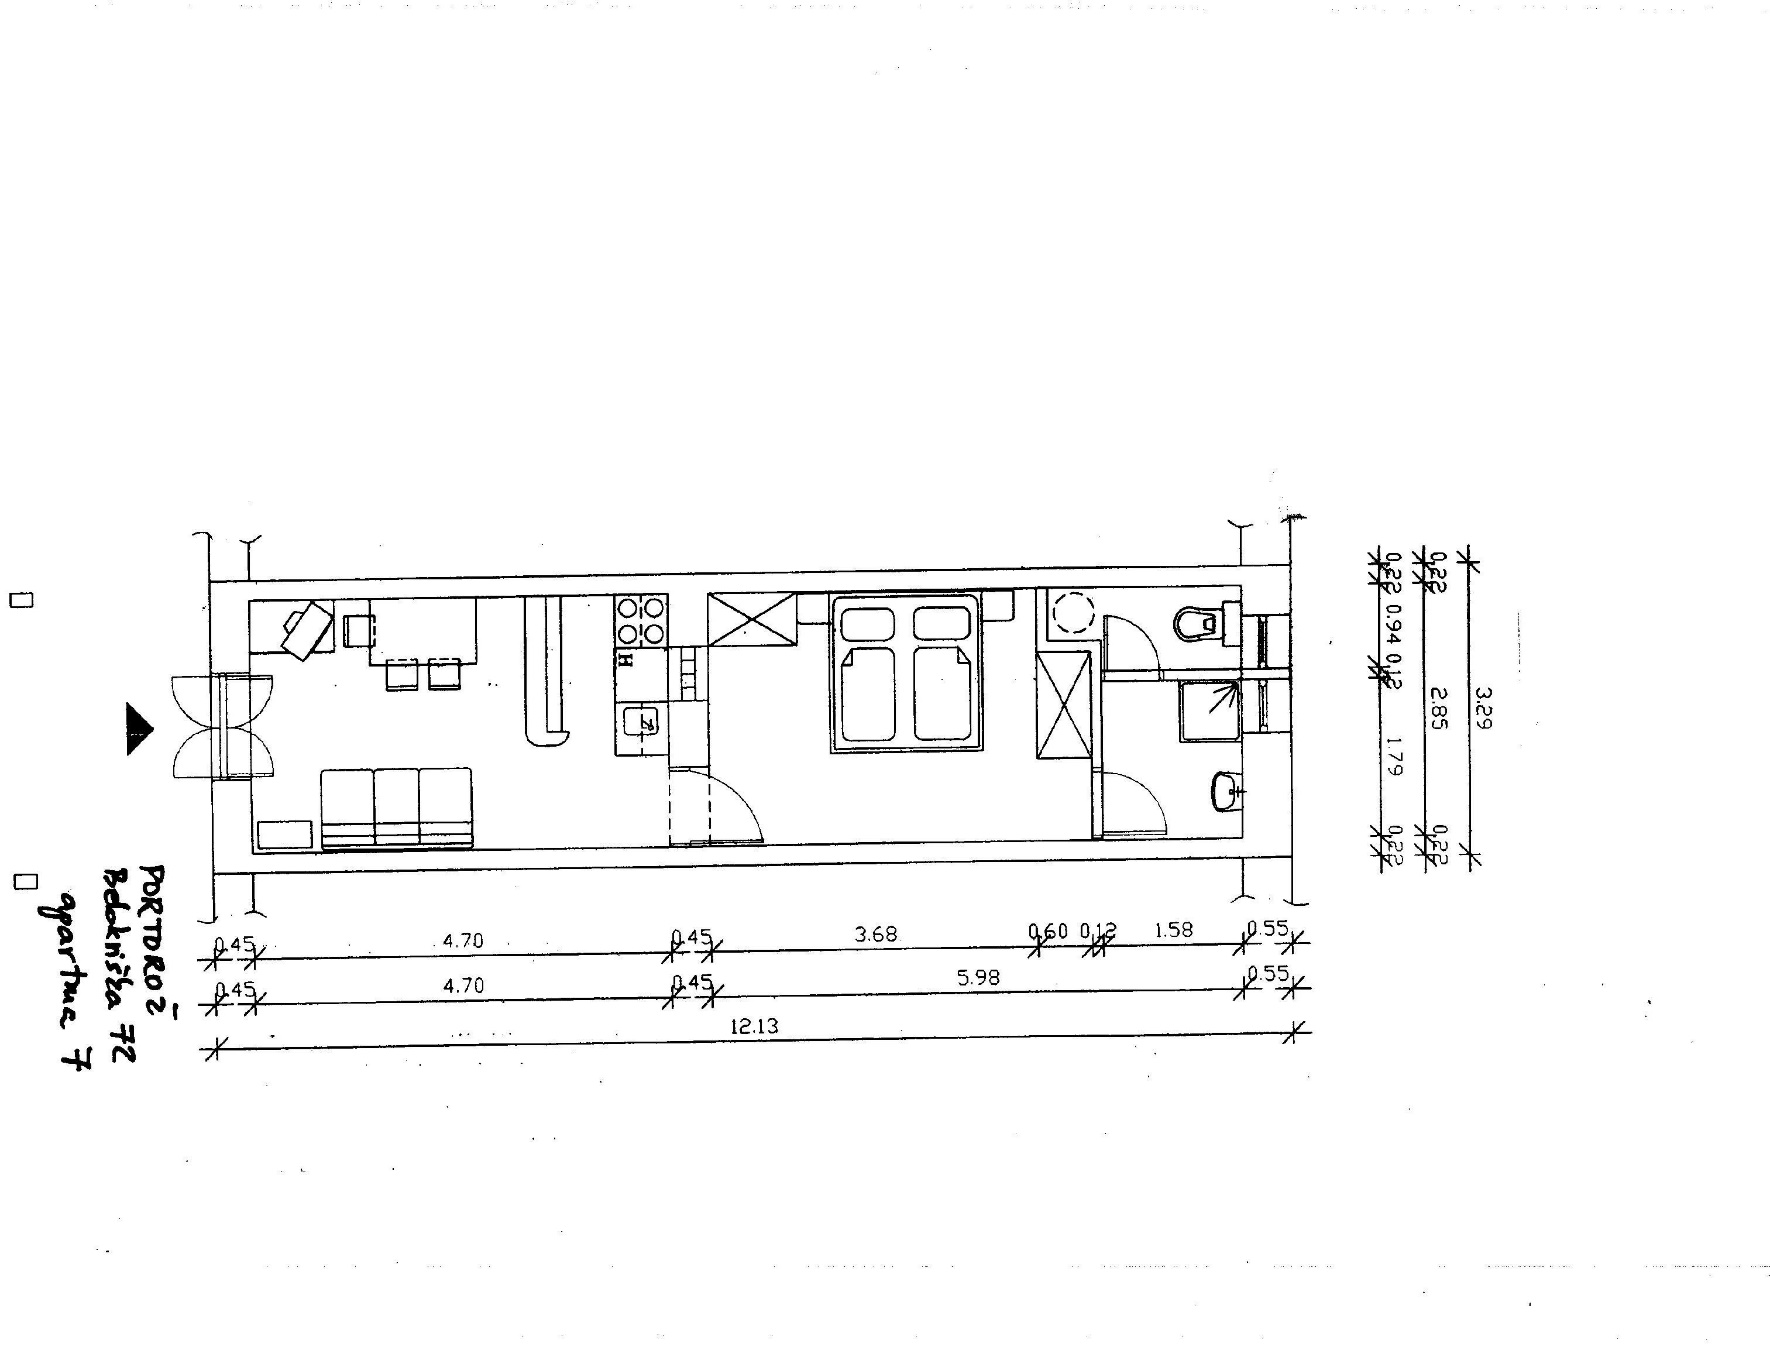 PORTOROŽ
Belokriška 72
apartma 7
H
0.45 4.70 0.45 3.68 0.60 0.12 1.58 0.55
0.45 4.70 0.45 5.98 0.55
12.13
0.22 0.94 0.12 1.79 0.22
0.22 2.85 0.22
3.29